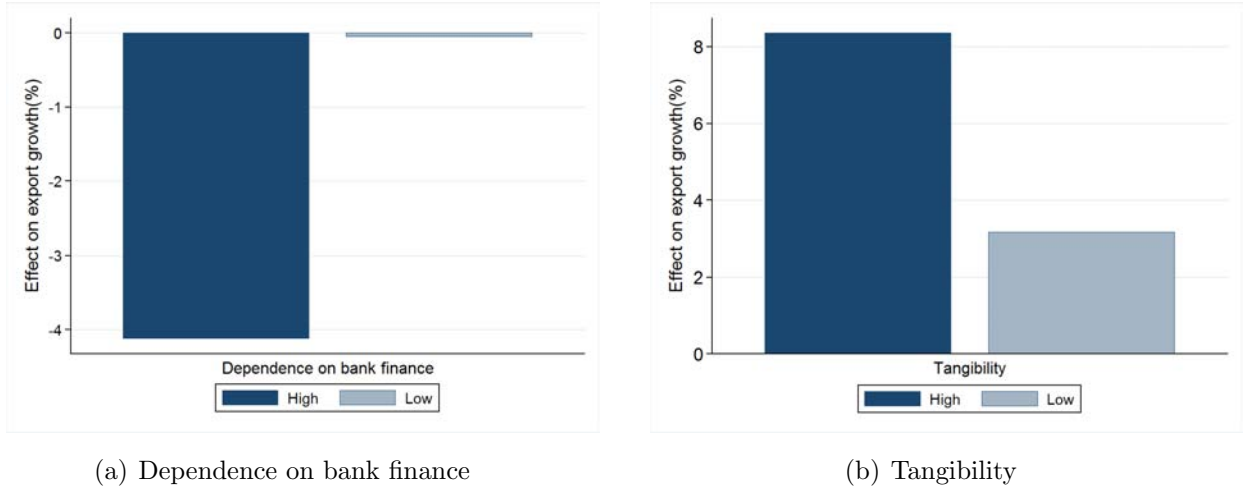 Effect on export growth(%)
0
-1
-2
-3
-4
Dependence on bank finance
High Low
(a) Dependence on bank finance
Effect on export growth(%)
8
6
4
2
0
Tangibility
High Low
(b) Tangibility